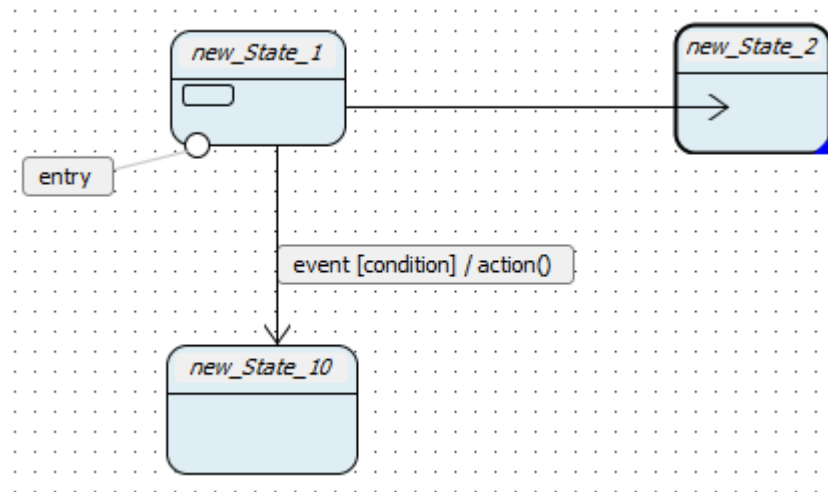 new_State_1
new_State_2
entry
event [condition] / action()
new_State_10